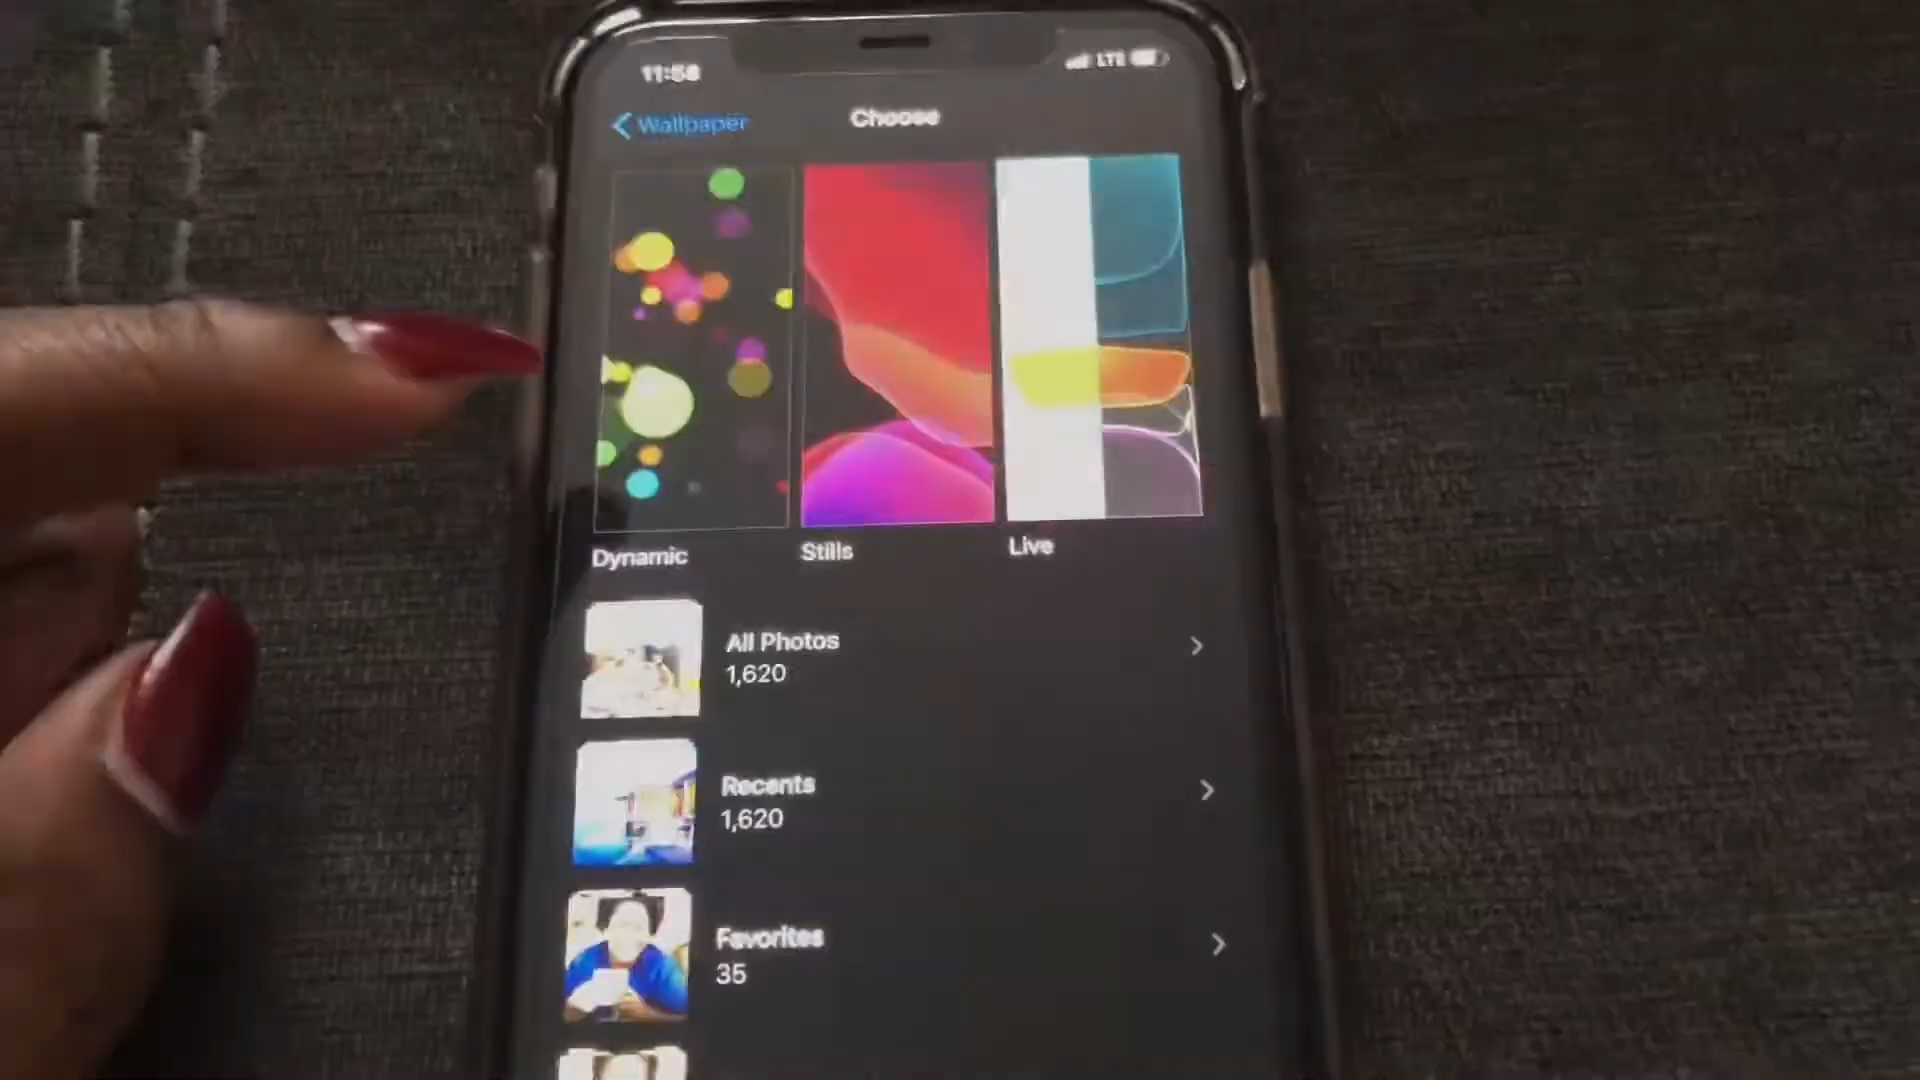 11:58
LTE
Wallpaper
Choose
Dynamic
Stills
Live
All Photos
1,620
Recents
1,620
Favorites
35